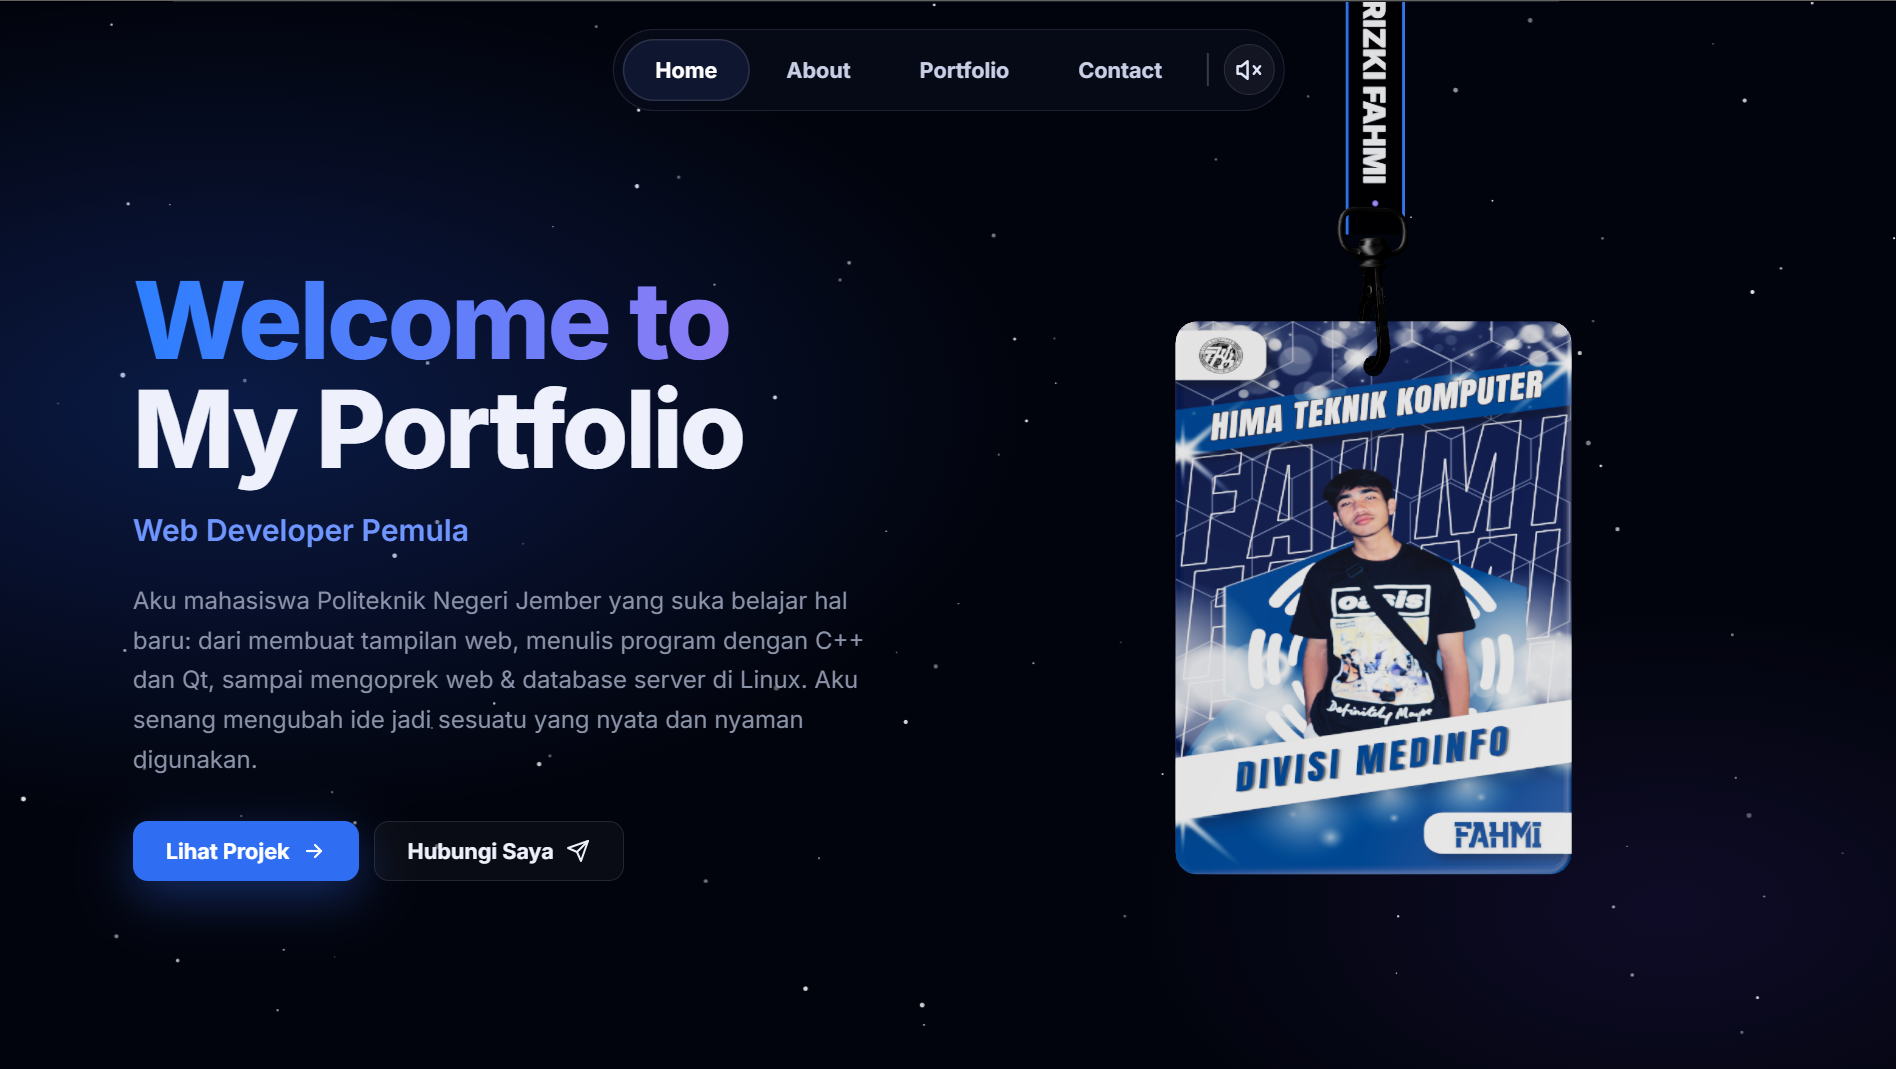 Home
About
Portfolio
Contact
RIZKI FAHMI
Welcome to
My Portfolio
Web Developer Pemula
Aku mahasiswa Politeknik Negeri Jember yang suka belajar hal
baru: dari membuat tampilan web, menulis program dengan C++
dan Qt, sampai mengoprek web & database server di Linux. Aku
senang mengubah ide jadi sesuatu yang nyata dan nyaman
digunakan.
Lihat Projek
Hubungi Saya
HIMA TEKNIK KOMPUTER
FAHMI
oasis
Definitely Maybe
DIVISI MEDINFO
FAHMI